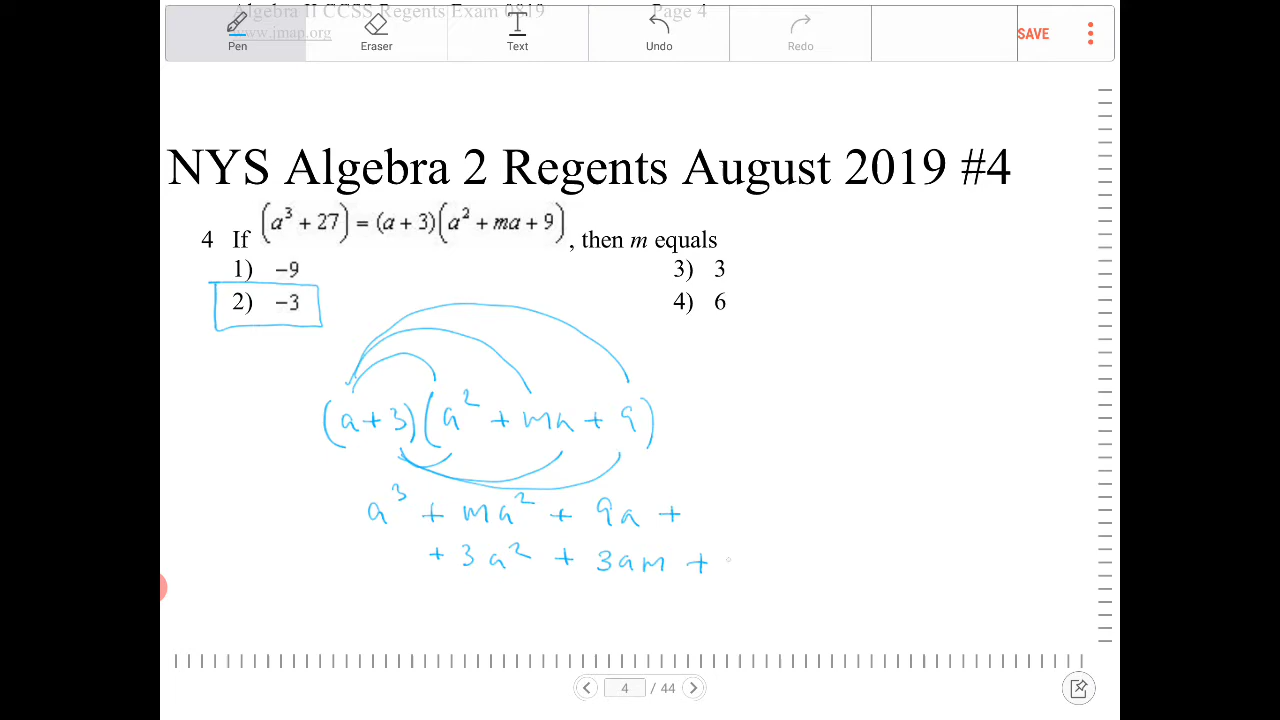 Algebra II CCSS Regents Exam 0819 Page 4
www.jmap.org
Pen Eraser Text Undo Redo SAVE
NYS Algebra 2 Regents August 2019 #4
4 If (a³ + 27) = (a + 3)(a² + ma + 9), then m equals
1) −9 3) 3
2) −3 4) 6
(a + 3)(a² + ma + 9)
a³ + ma² + 9a +
+ 3a² + 3am +
4 / 44